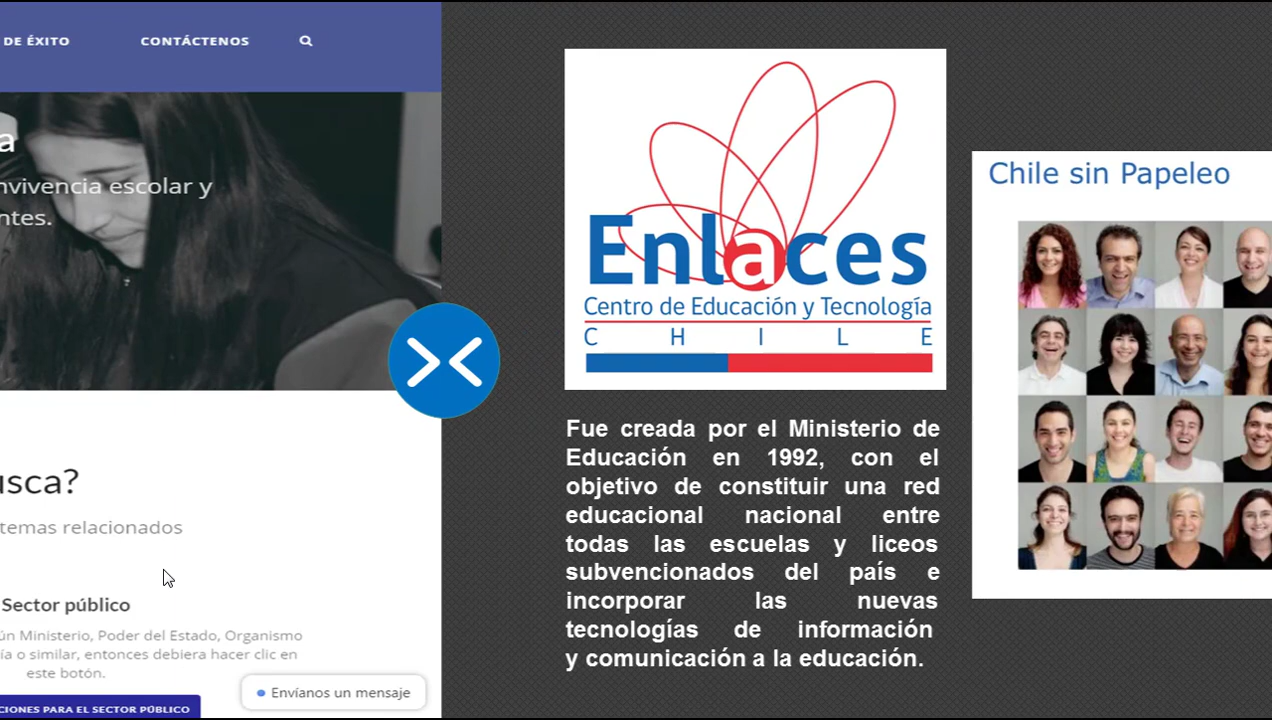 DE ÉXITO
CONTÁCTENOS
a
nvivencia escolar y
ntes.
usca?
temas relacionados
Sector público
ún Ministerio, Poder del Estado, Organismo
ía o similar, entonces debiera hacer clic en
este botón.
Envíanos un mensaje
CIONES PARA EL SECTOR PÚBLICO
Enlaces
Centro de Educación y Tecnología
CHILE
Fue creada por el Ministerio de
Educación en 1992, con el
objetivo de constituir una red
educacional nacional entre
todas las escuelas y liceos
subvencionados del país e
incorporar las nuevas
tecnologías de información
y comunicación a la educación.
Chile sin Papeleo